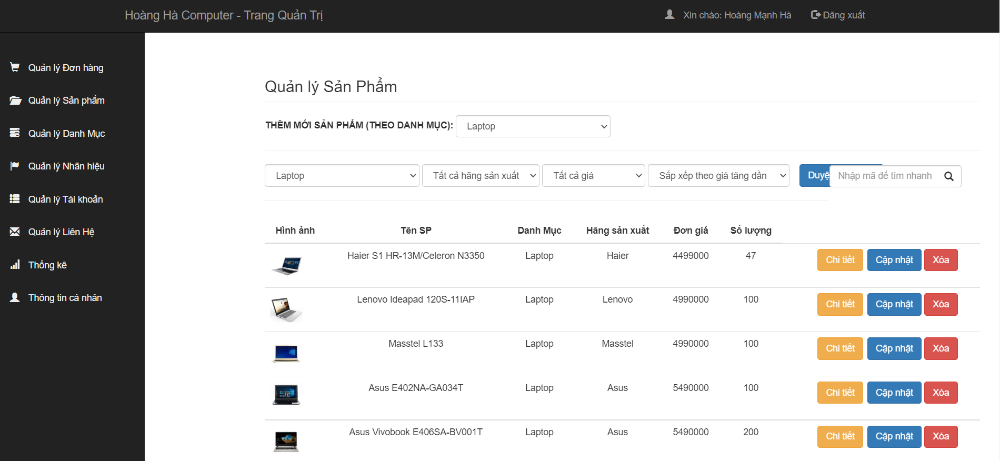 Hoàng Hà Computer - Trang Quản Trị
Xin chào: Hoàng Mạnh Hà
Đăng xuất
Quản lý Đơn hàng
Quản lý Sản phẩm
Quản lý Danh Mục
Quản lý Nhãn hiệu
Quản lý Tài khoản
Quản lý Liên Hệ
Thống kê
Thông tin cá nhân
Quản lý Sản Phẩm
THÊM MỚI SẢN PHẨM (THEO DANH MỤC): Laptop
Laptop Tất cả hãng sản xuất Tất cả giá Sắp xếp theo giá tăng dần Nhập mã để tìm nhanh
Hình ảnh Tên SP Danh Mục Hãng sản xuất Đơn giá Số lượng
Haier S1 HR-13M/Celeron N3350 Laptop Haier 4499000 47 Chi tiết Cập nhật Xóa
Lenovo Ideapad 120S-11IAP Laptop Lenovo 4990000 100 Chi tiết Cập nhật Xóa
Masstel L133 Laptop Masstel 4990000 100 Chi tiết Cập nhật Xóa
Asus E402NA-GA034T Laptop Asus 5490000 100 Chi tiết Cập nhật Xóa
Asus Vivobook E406SA-BV001T Laptop Asus 5490000 200 Chi tiết Cập nhật Xóa